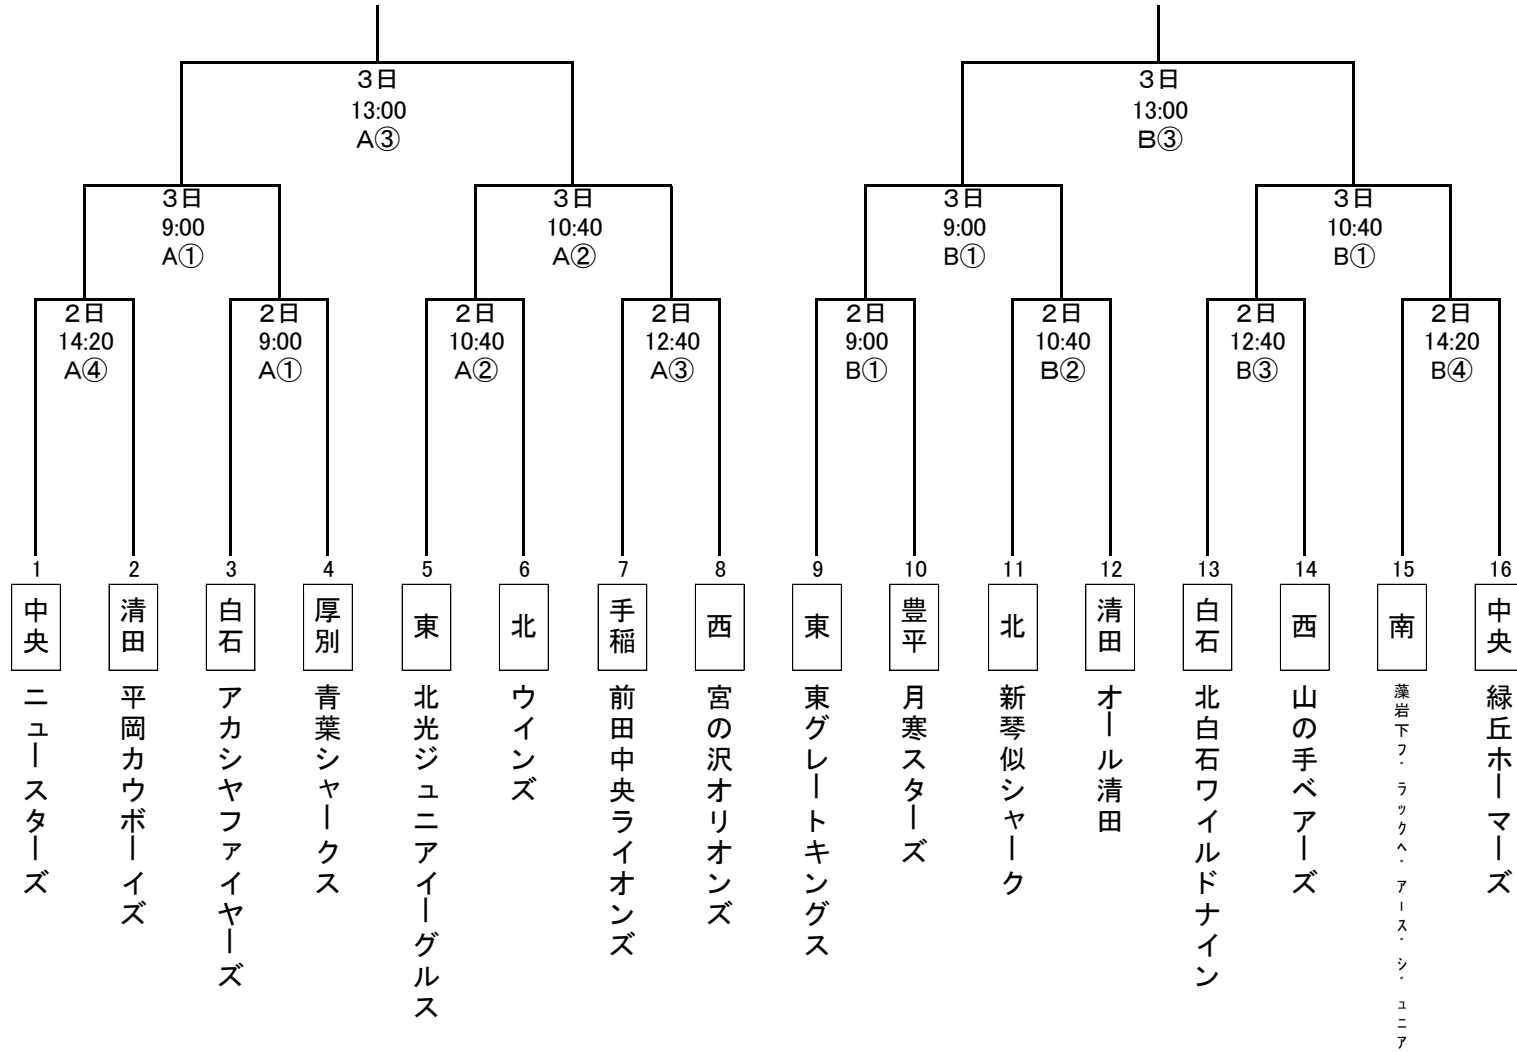 ３日
13:00
A③
３日
13:00
B③
３日
9:00
A①
３日
10:40
A②
３日
9:00
B①
３日
10:40
B①
２日
14:20
A④
２日
9:00
A①
２日
10:40
A②
２日
12:40
A③
２日
9:00
B①
２日
10:40
B②
２日
12:40
B③
２日
14:20
B④
1
中央
ニュースターズ
2
清田
平岡カウボーイズ
3
白石
アカシヤファイヤーズ
4
厚別
青葉シャークス
5
東
北光ジュニアイーグルス
6
北
ウインズ
7
手稲
前田中央ライオンズ
8
西
宮の沢オリオンズ
9
東
東グレートキングス
10
豊平
月寒スターズ
11
北
新琴似シャーク
12
清田
オール清田
13
白石
北白石ワイルドナイン
14
西
山の手ベアーズ
15
南
藻岩下ﾌﾞﾗｯｸﾍﾞｱｰｽﾞｼﾞｭﾆｱ
16
中央
緑丘ホーマーズ